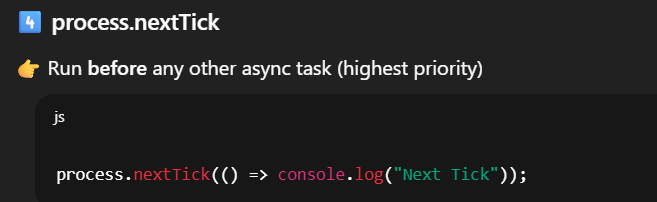 4️⃣ process.nextTick
👉 Run before any other async task (highest priority)
js
process.nextTick(() => console.log("Next Tick"));